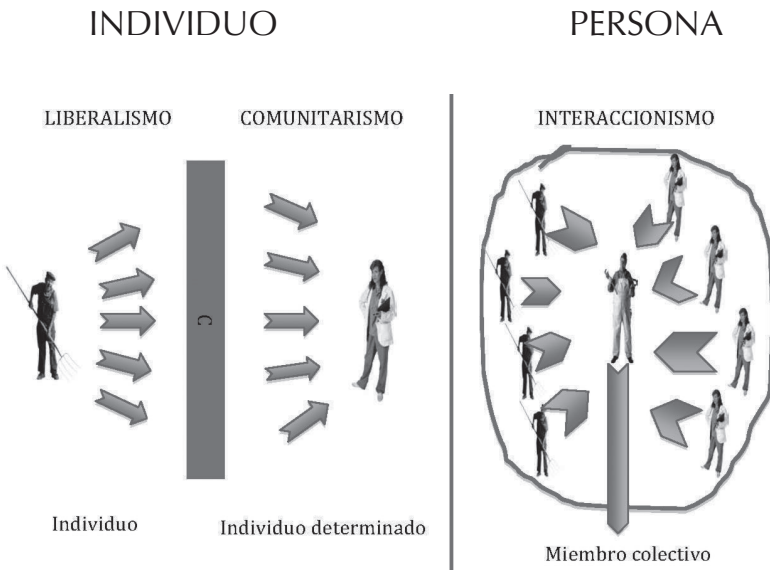 INDIVIDUO
PERSONA
LIBERALISMO
COMUNITARISMO
INTERACCIONISMO
C
Individuo
Individuo determinado
Miembro colectivo